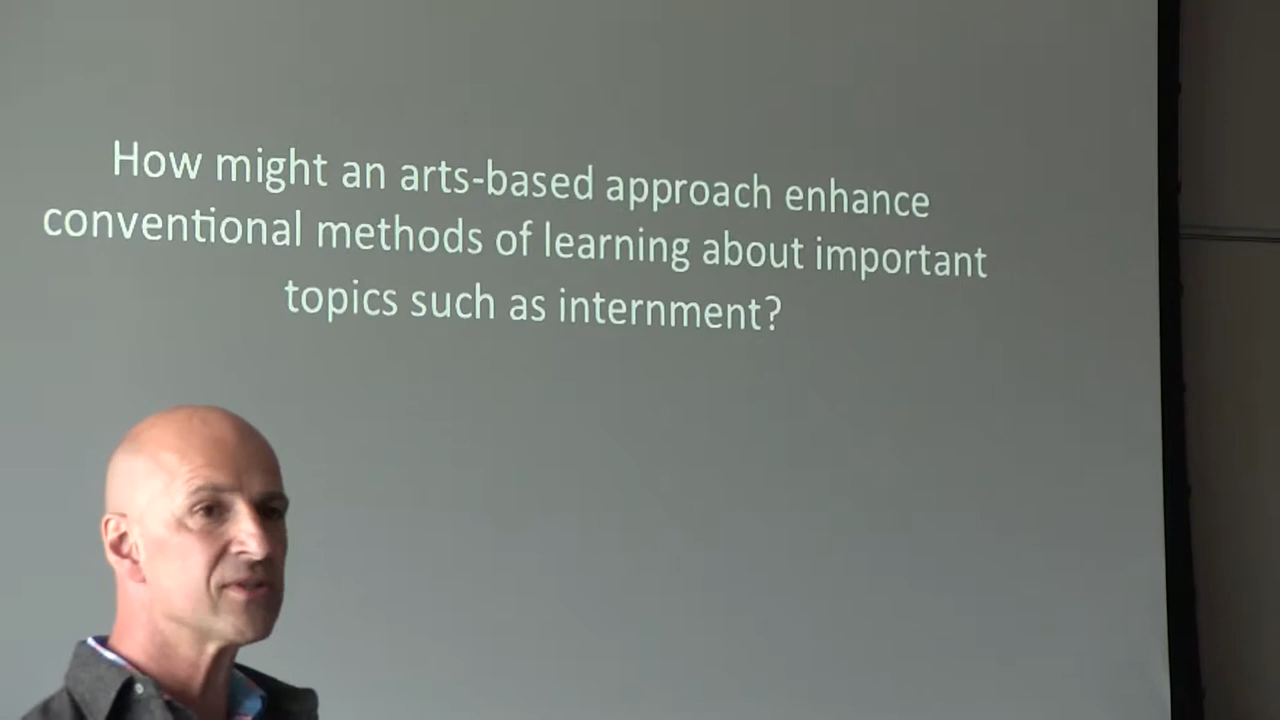 How might an arts-based approach enhance
conventional methods of learning about important
topics such as internment?